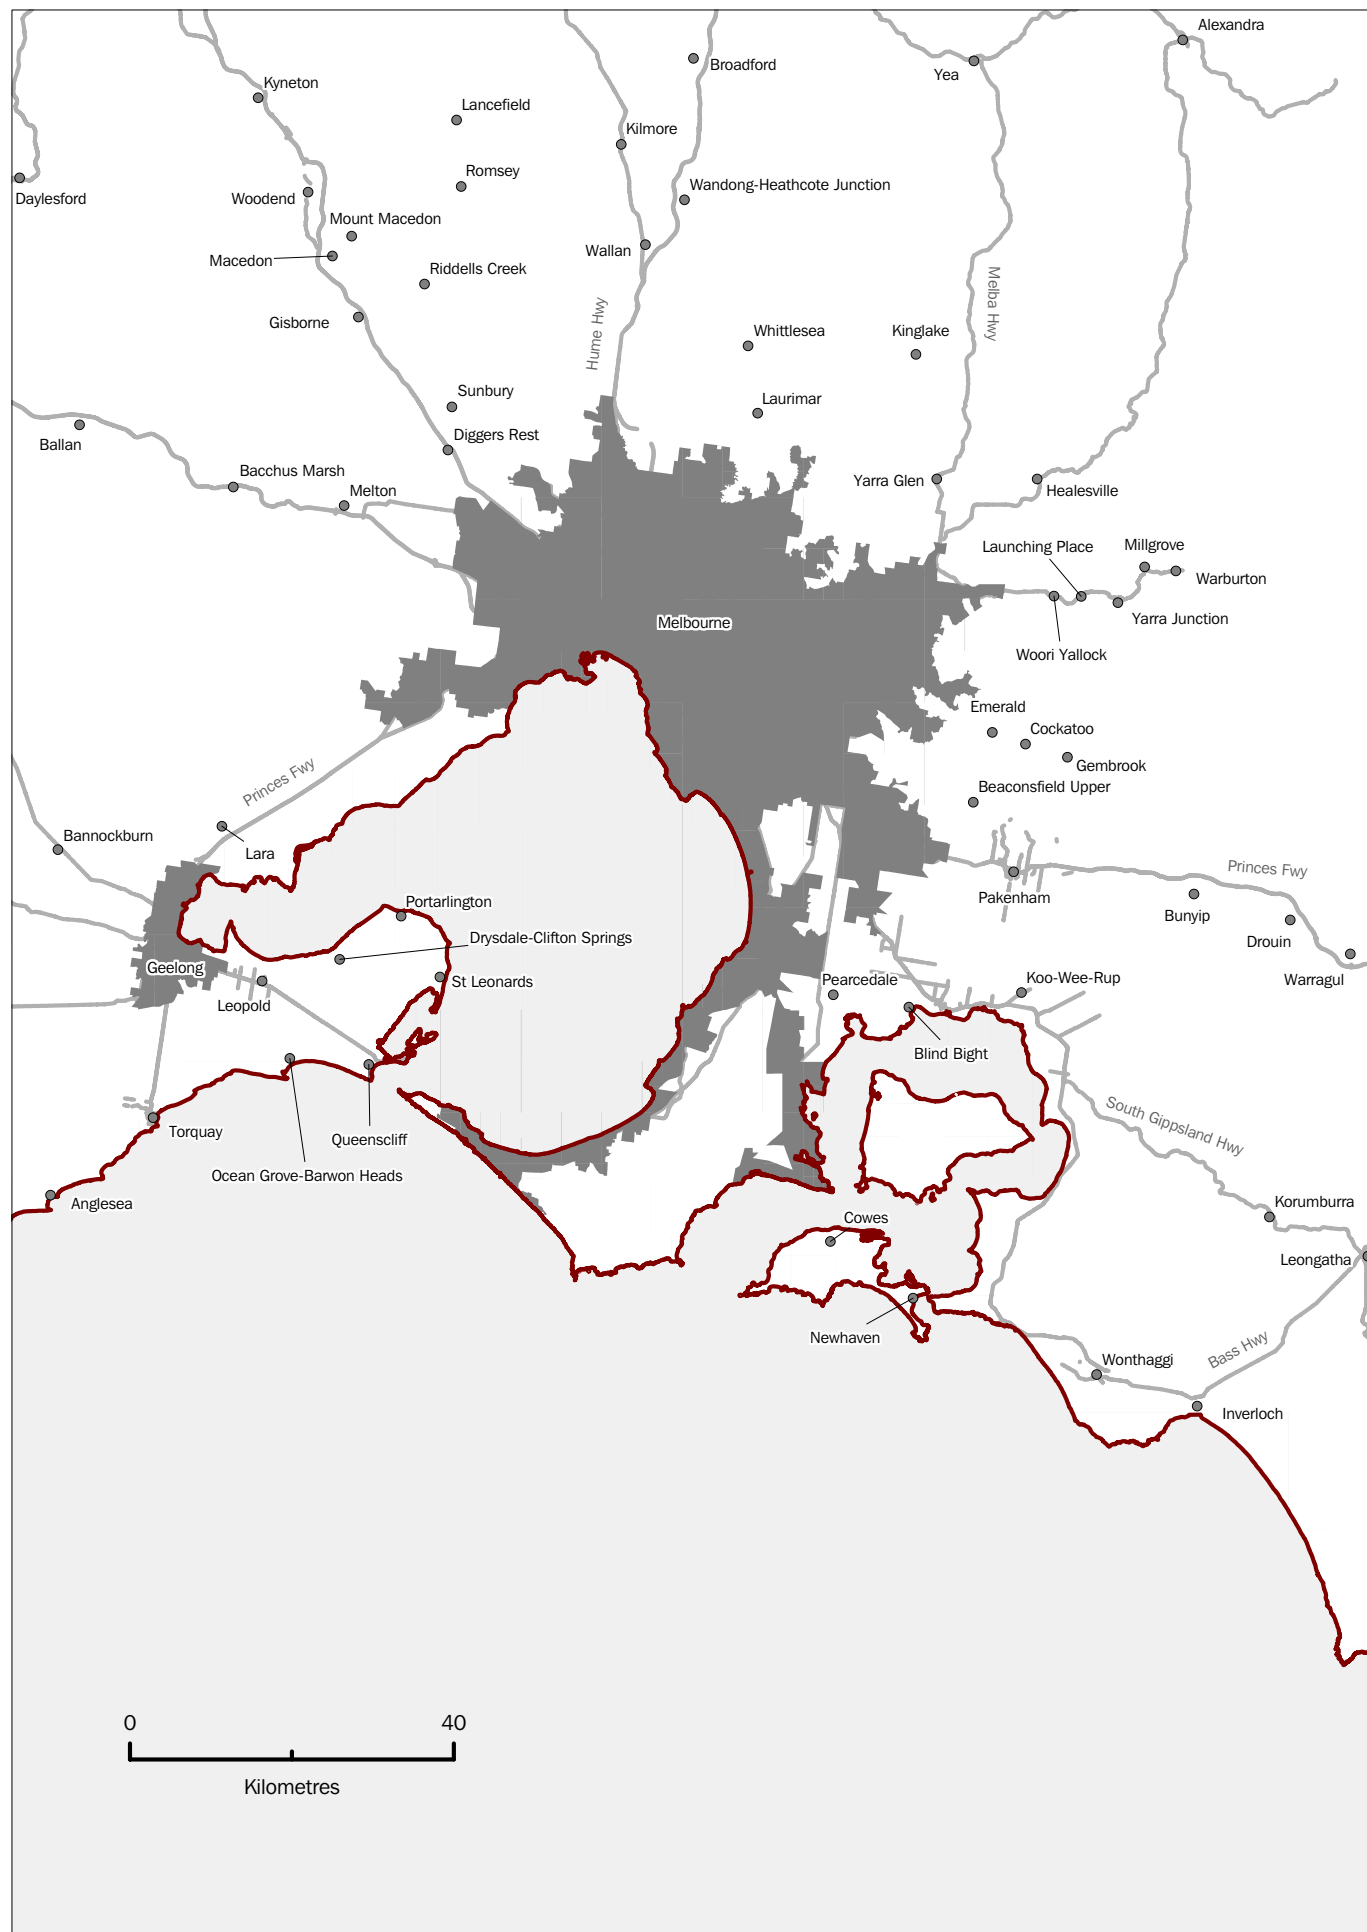 Alexandra
Broadford
Yea
Kyneton
Lancefield
Kilmore
Romsey
Wandong-Heathcote Junction
Daylesford
Woodend
Mount Macedon
Wallan
Macedon
Riddells Creek
Melba Hwy
Gisborne
Hume Hwy
Whittlesea
Kinglake
Sunbury
Laurimar
Ballan
Diggers Rest
Bacchus Marsh
Melton
Yarra Glen
Healesville
Launching Place
Millgrove
Warburton
Melbourne
Yarra Junction
Woori Yallock
Emerald
Cockatoo
Gembrook
Princes Fwy
Beaconsfield Upper
Bannockburn
Lara
Princes Fwy
Pakenham
Portarlington
Bunyip
Drysdale-Clifton Springs
Drouin
Geelong
St Leonards
Pearcedale
Koo-Wee-Rup
Warragul
Leopold
Blind Bight
South Gippsland Hwy
Torquay
Queenscliff
Ocean Grove-Barwon Heads
Anglesea
Cowes
Korumburra
Leongatha
Newhaven
Bass Hwy
Wonthaggi
Inverloch
0 40
Kilometres